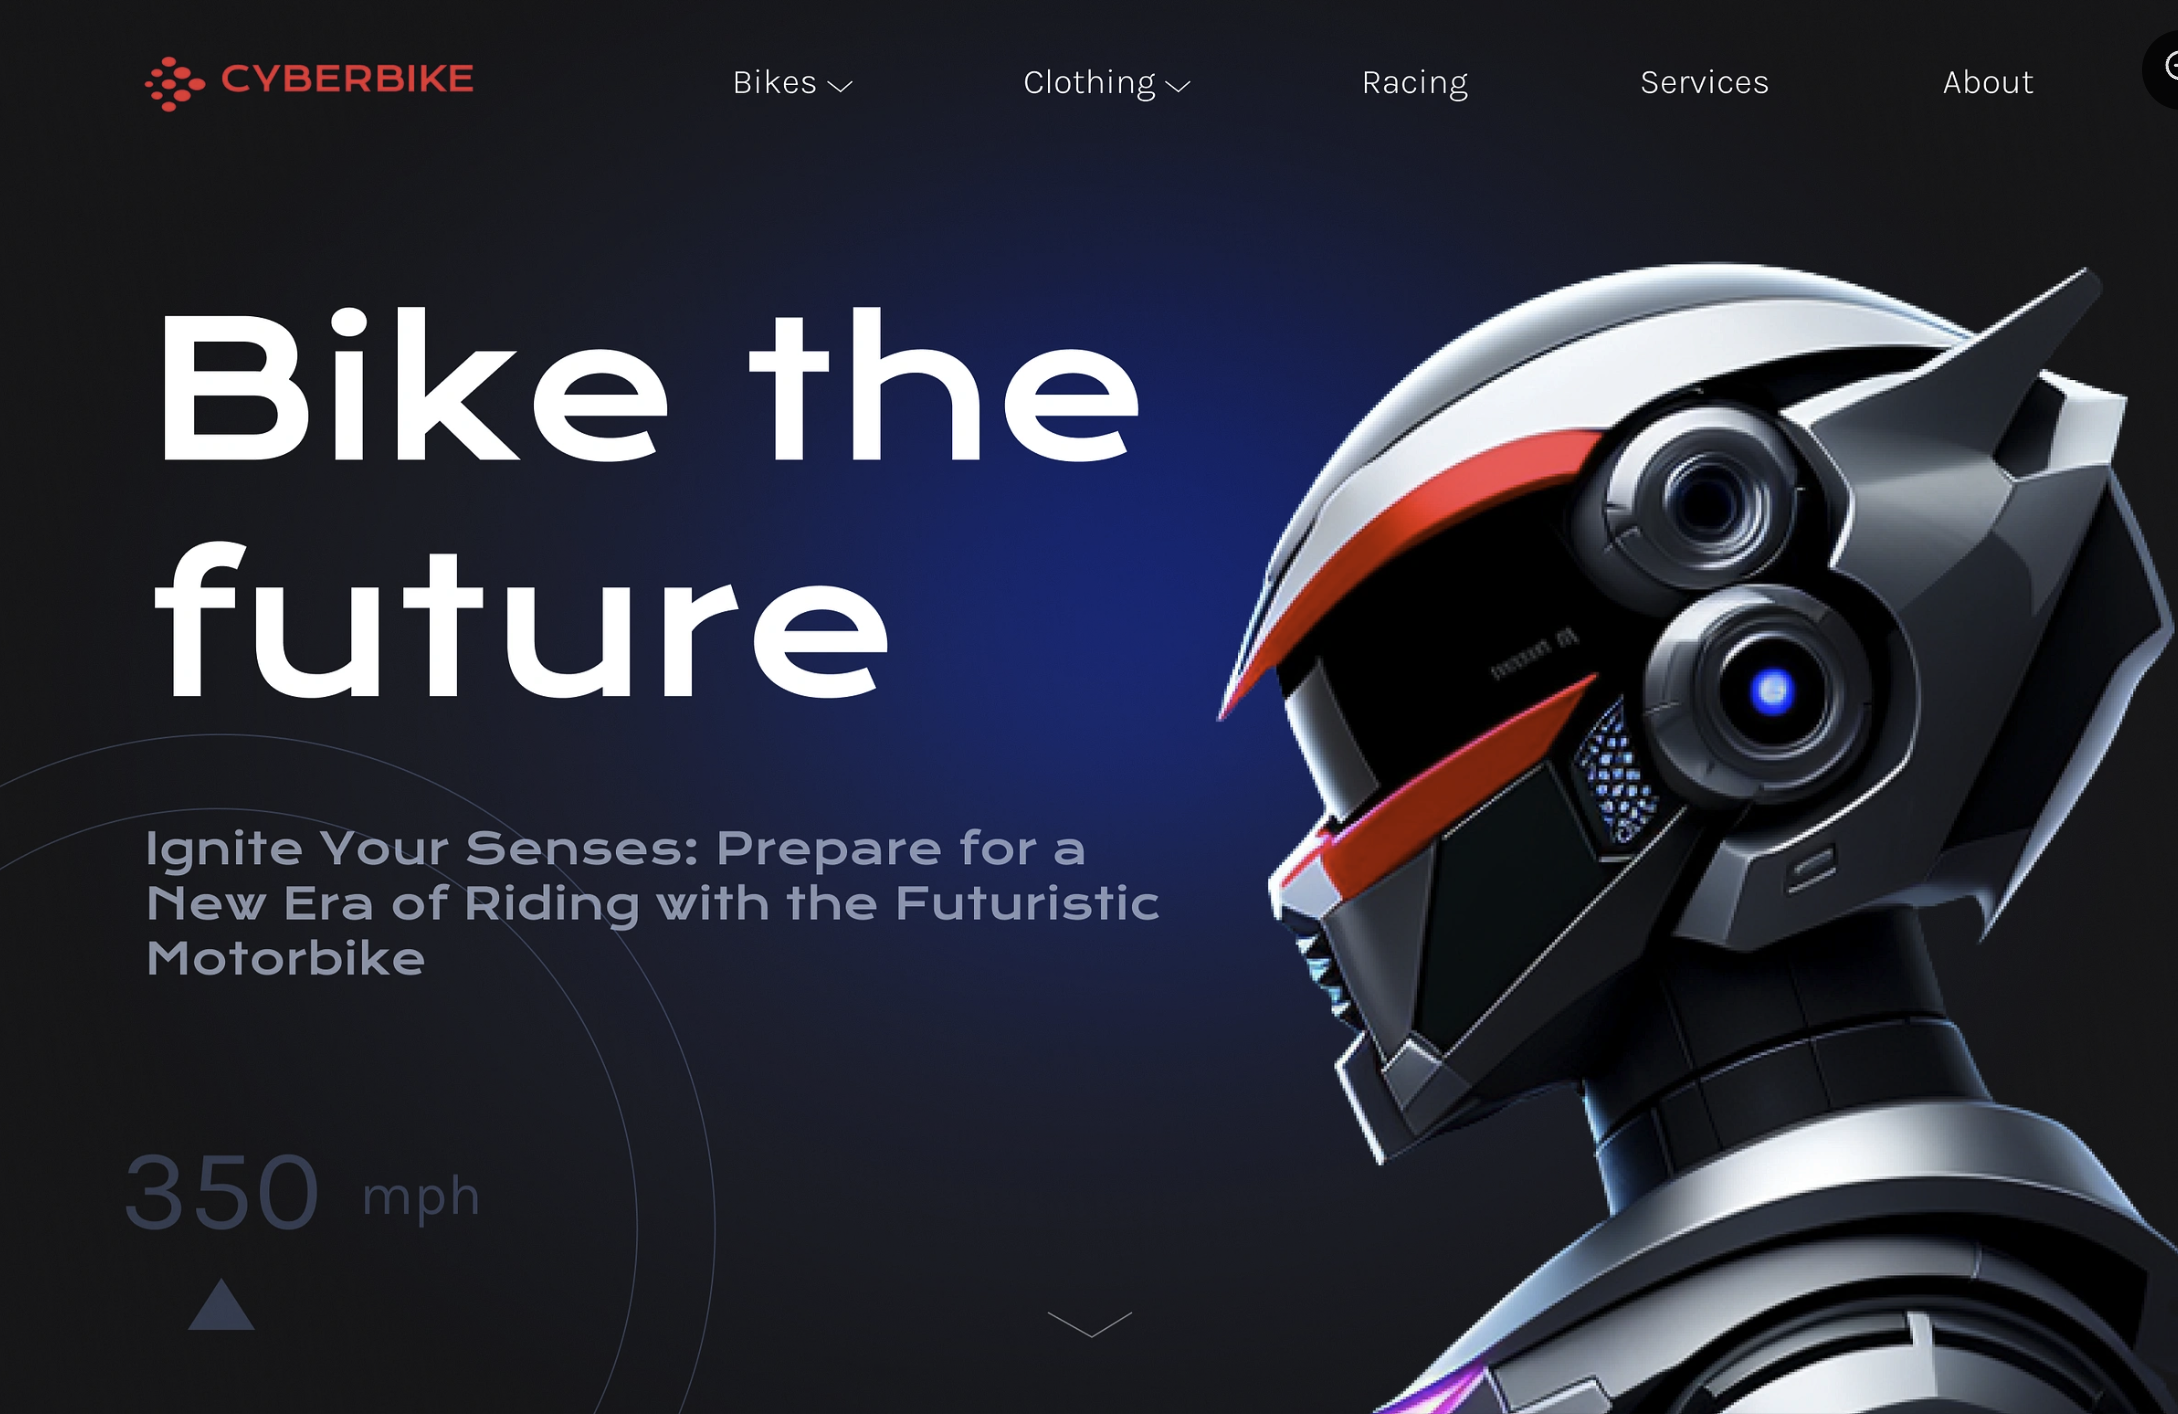 CYBERBIKE
Bikes
Clothing
Racing
Services
About
Bike the
future
Ignite Your Senses: Prepare for a
New Era of Riding with the Futuristic
Motorbike
350 mph